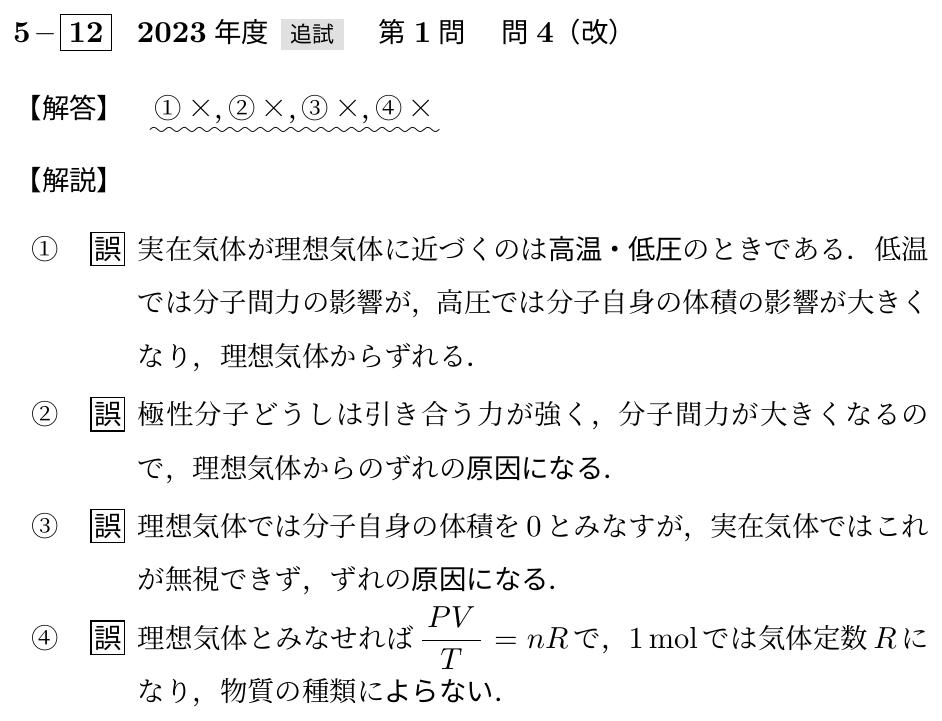 5–12 2023 年度 追試 第 1 問 問 4（改）
【解答】 ① ×, ② ×, ③ ×, ④ ×
【解説】
① 誤 実在気体が理想気体に近づくのは高温・低圧のときである．低温
では分子間力の影響が，高圧では分子自身の体積の影響が大きく
なり，理想気体からずれる．
② 誤 極性分子どうしは引き合う力が強く，分子間力が大きくなるの
で，理想気体からのずれの原因になる．
③ 誤 理想気体では分子自身の体積を 0 とみなすが，実在気体ではこれ
が無視できず，ずれの原因になる．
④ 誤 理想気体とみなせれば PV/T = nR で，1 mol では気体定数 R に
なり，物質の種類によらない．